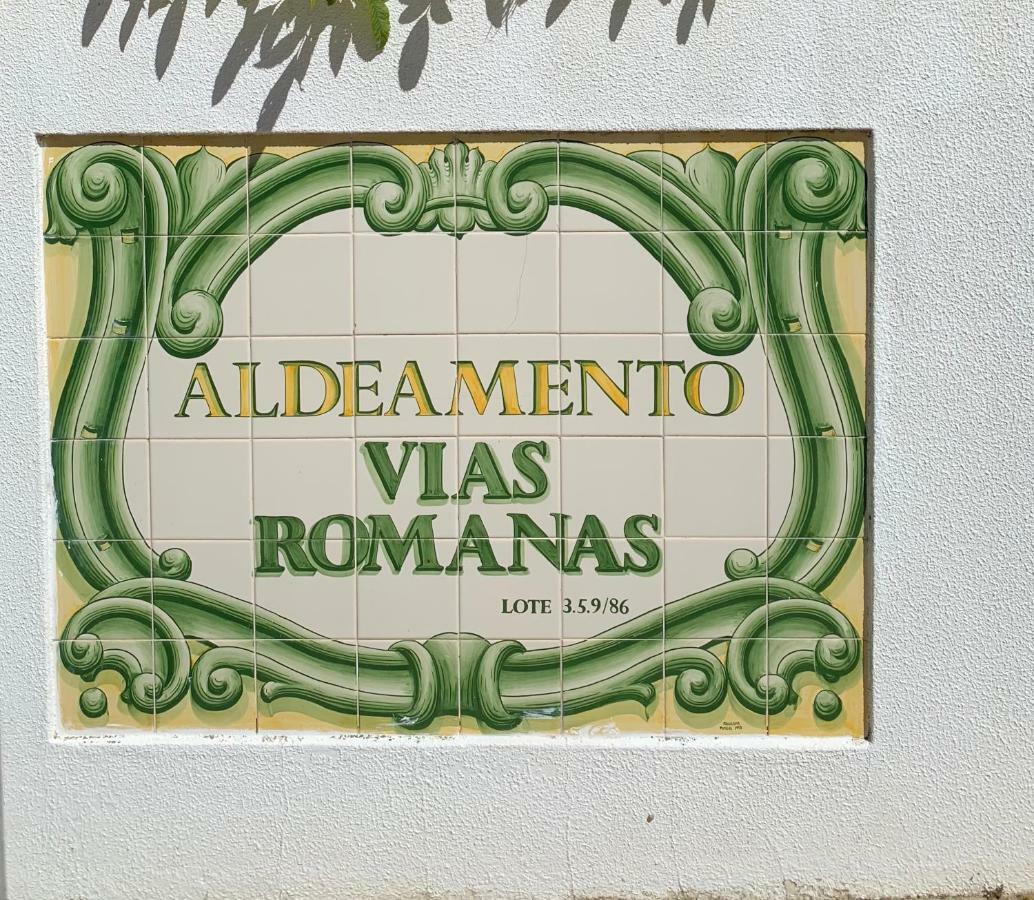 ALDEAMENTO
VIAS
ROMANAS
LOTE 3.5.9/86